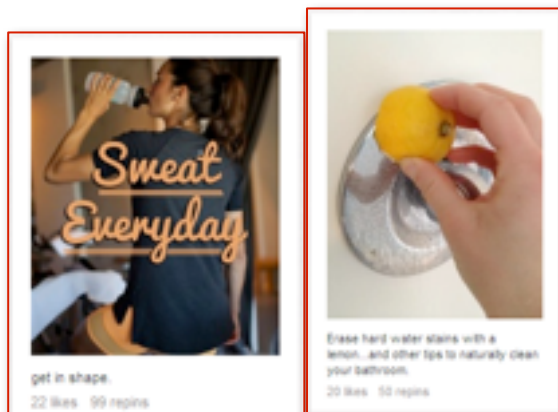 Sweat
Everyday
get in shape.
22 likes 99 repins
Erase hard water stains with a
lemon...and other tips to naturally clean
your bathroom.
20 likes 50 repins